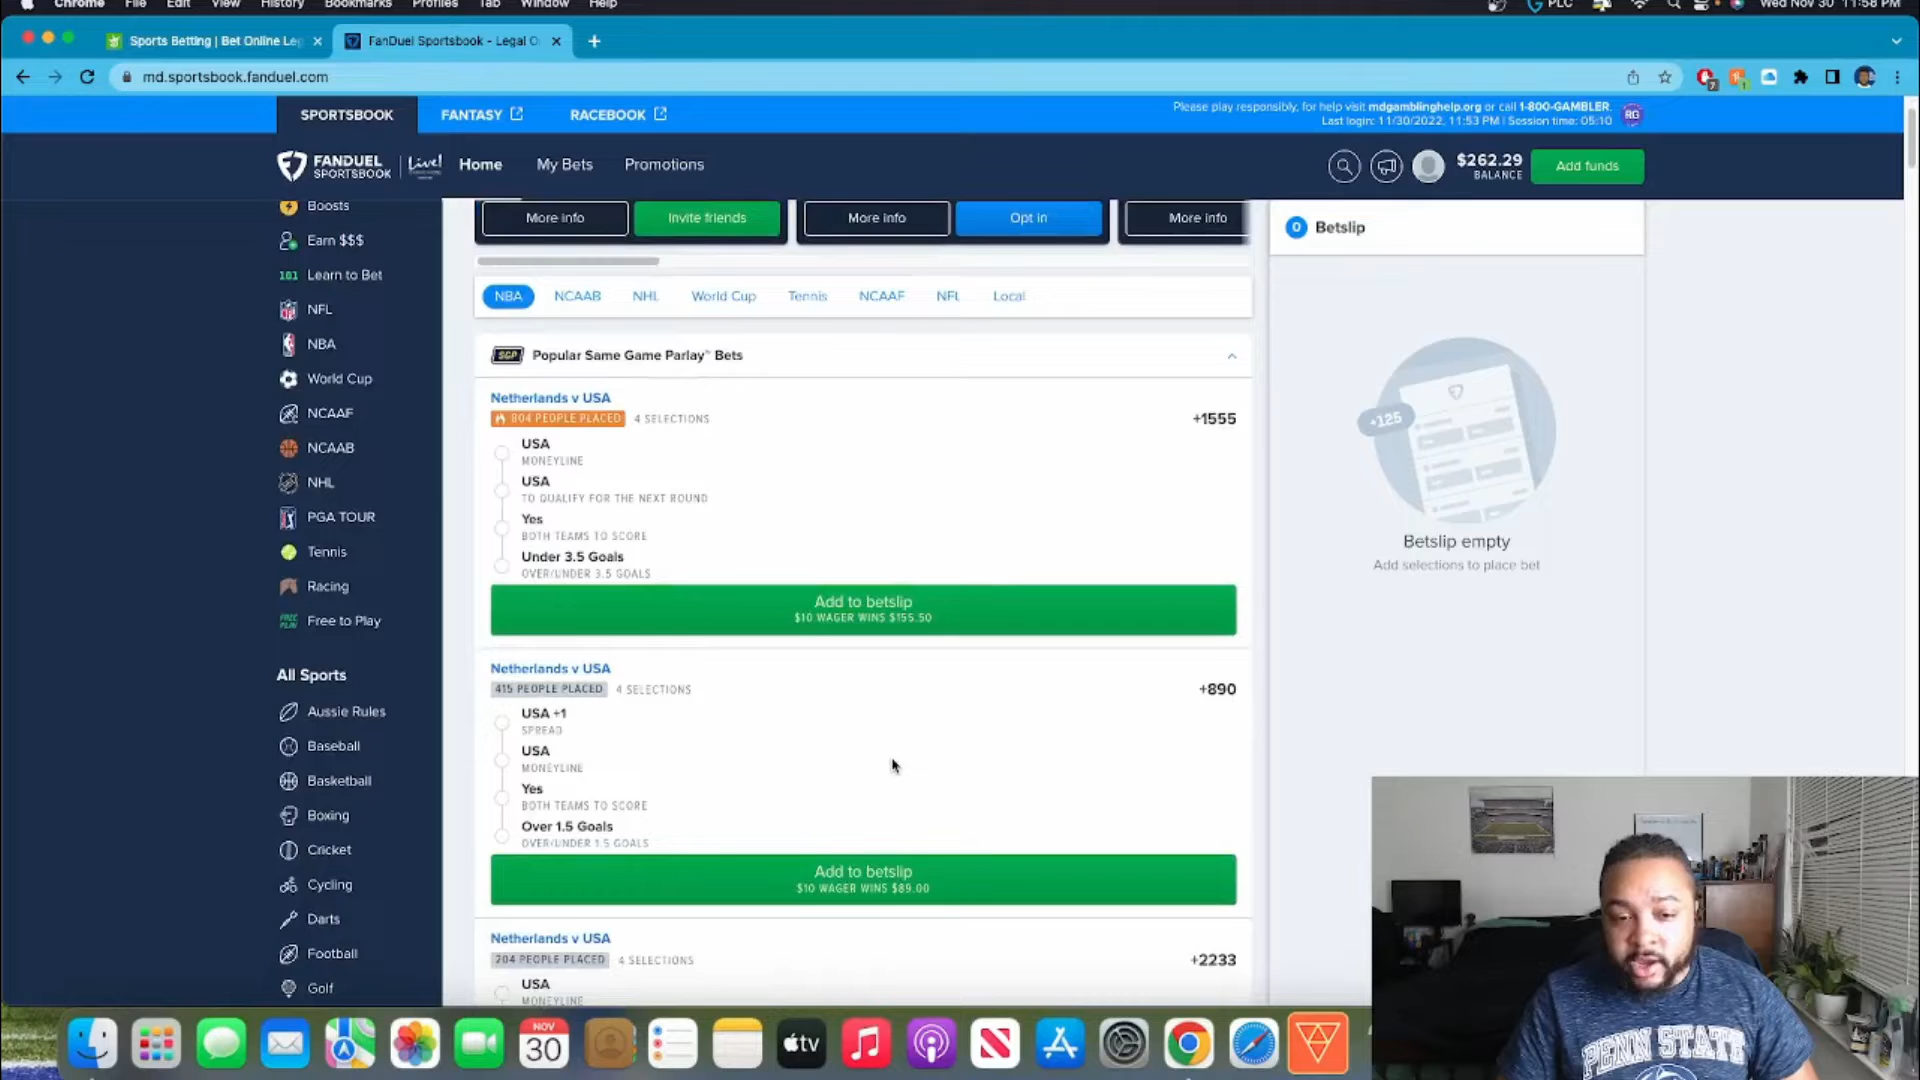 Chrome File Edit View History Bookmarks Profiles Tab Window Help
PLC Wed Nov 30 11:58 PM
Sports Betting | Bet Online Leg
FanDuel Sportsbook - Legal O
md.sportsbook.fanduel.com
SPORTSBOOK
FANTASY
RACEBOOK
Please play responsibly, for help visit mdgamblinghelp.org or call 1-800-GAMBLER.
Last login: 11/30/2022, 11:53 PM | Session time: 05:10
RG
FANDUEL
SPORTSBOOK
Live!
Home
My Bets
Promotions
$262.29
BALANCE
Add funds
Boosts
Earn $$$
101 Learn to Bet
NFL
NBA
World Cup
NCAAF
NCAAB
NHL
PGA TOUR
Tennis
Racing
FREE PLAY Free to Play
All Sports
Aussie Rules
Baseball
Basketball
Boxing
Cricket
Cycling
Darts
Football
Golf
More info
Invite friends
More info
Opt in
More info
NBA
NCAAB
NHL
World Cup
Tennis
NCAAF
NFL
Local
SGP Popular Same Game Parlay™ Bets
Netherlands v USA
804 PEOPLE PLACED 4 SELECTIONS
+1555
USA
MONEYLINE
USA
TO QUALIFY FOR THE NEXT ROUND
Yes
BOTH TEAMS TO SCORE
Under 3.5 Goals
OVER/UNDER 3.5 GOALS
Add to betslip
$10 WAGER WINS $155.50
Netherlands v USA
415 PEOPLE PLACED 4 SELECTIONS
+890
USA +1
SPREAD
USA
MONEYLINE
Yes
BOTH TEAMS TO SCORE
Over 1.5 Goals
OVER/UNDER 1.5 GOALS
Add to betslip
$10 WAGER WINS $89.00
Netherlands v USA
204 PEOPLE PLACED 4 SELECTIONS
+2233
USA
MONEYLINE
0 Betslip
+125
Betslip empty
Add selections to place bet
NOV
30
tv
PENN STATE